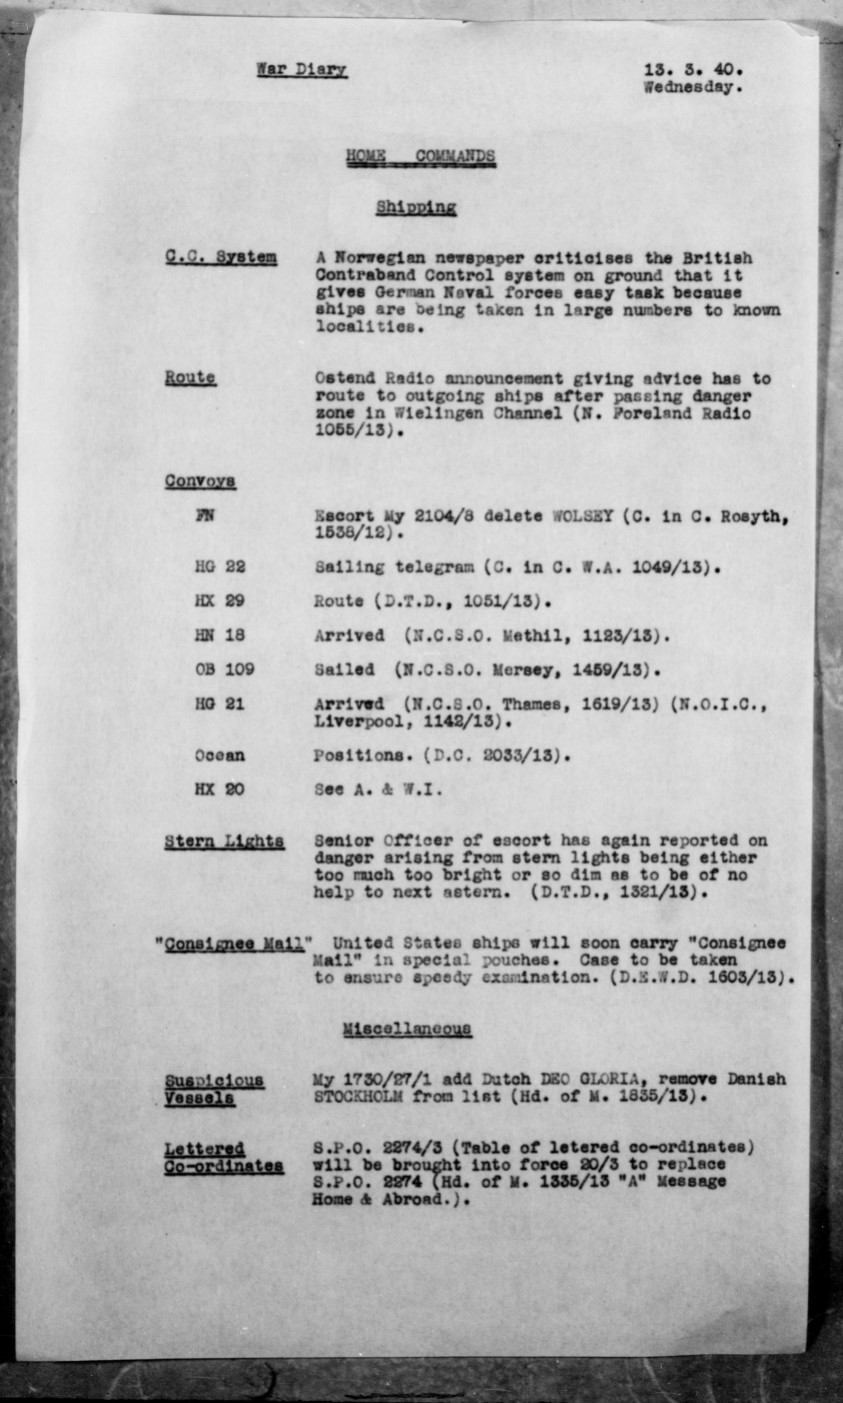 War Diary 13. 3. 40.
Wednesday.
HOME COMMANDS
Shipping
C.C. System A Norwegian newspaper criticises the British
Contraband Control system on ground that it
gives German Naval forces easy task because
ships are being taken in large numbers to known
localities.
Route Ostend Radio announcement giving advice has to
route to outgoing ships after passing danger
zone in Wielingen Channel (N. Foreland Radio
1055/13).
Convoys
FN Escort My 2104/8 delete WOLSEY (C. in C. Rosyth,
1538/12).
HG 22 Sailing telegram (C. in C. W.A. 1049/13).
HX 29 Route (D.T.D., 1051/13).
HN 18 Arrived (N.C.S.O. Methil, 1123/13).
OB 109 Sailed (N.C.S.O. Mersey, 1459/13).
HG 21 Arrived (N.C.S.O. Thames, 1619/13) (N.O.I.C.,
Liverpool, 1142/13).
Ocean Positions. (D.C. 2033/13).
HX 20 See A. & W.I.
Stern Lights Senior Officer of escort has again reported on
danger arising from stern lights being either
too much too bright or so dim as to be of no
help to next astern. (D.T.D., 1321/13).
"Consignee Mail" United States ships will soon carry "Consignee
Mail" in special pouches. Case to be taken
to ensure speedy examination. (D.E.W.D. 1603/13).
Miscellaneous
Suspicious My 1730/27/1 add Dutch DEO GLORIA, remove Danish
Vessels STOCKHOLM from list (Hd. of M. 1835/13).
Lettered S.P.O. 2274/3 (Table of letered co-ordinates)
Co-ordinates will be brought into force 20/3 to replace
S.P.O. 2274 (Hd. of M. 1335/13 "A" Message
Home & Abroad.).